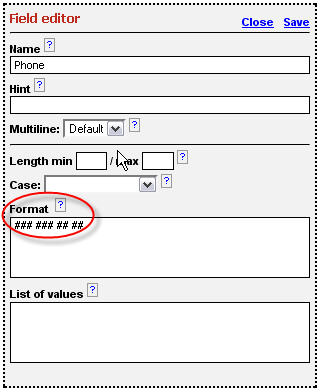 Field editor Close Save
Name ?
Phone
Hint ?
Multiline: Default ?
Length min / max ?
Case: ?
Format ?
### ### ## ##
List of values ?